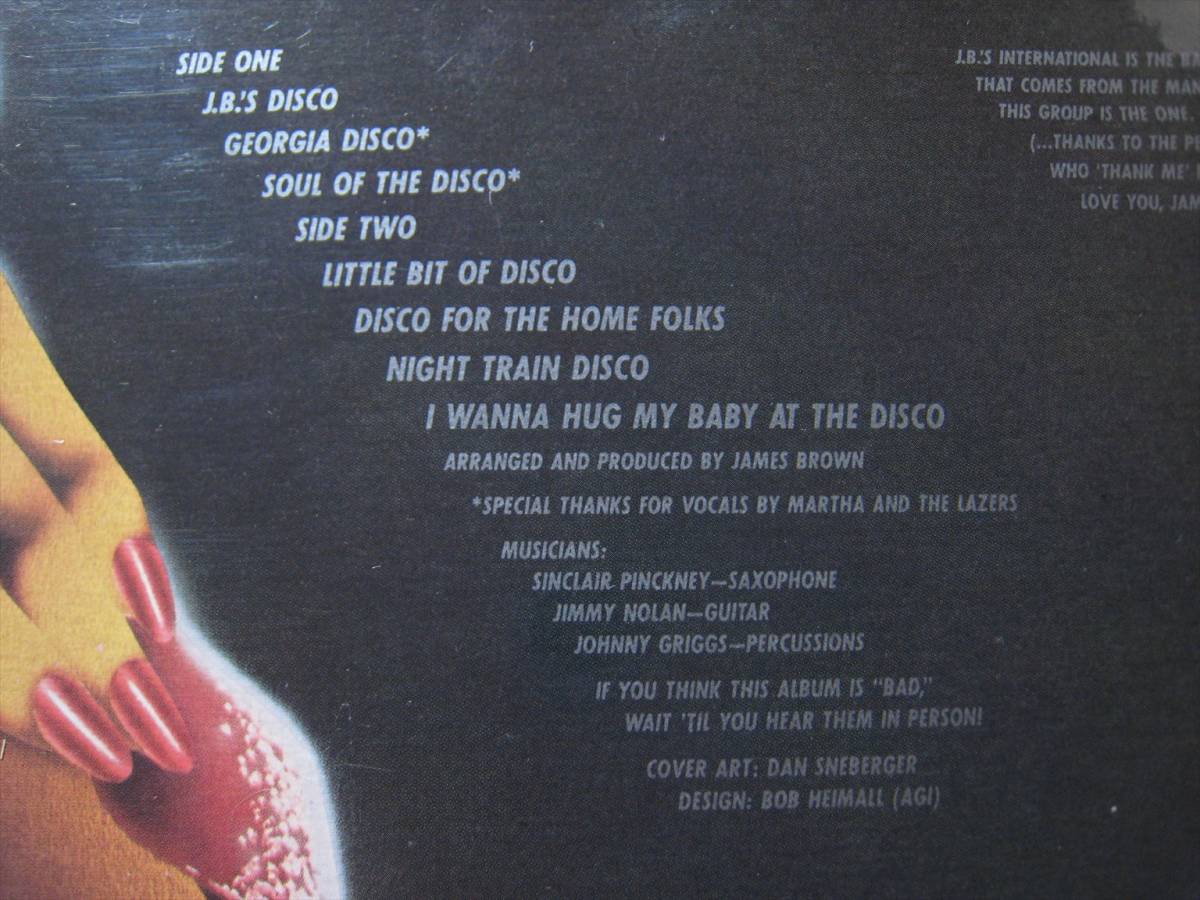 SIDE ONE
J.B.'S DISCO
GEORGIA DISCO*
SOUL OF THE DISCO*
SIDE TWO
LITTLE BIT OF DISCO
DISCO FOR THE HOME FOLKS
NIGHT TRAIN DISCO
I WANNA HUG MY BABY AT THE DISCO
ARRANGED AND PRODUCED BY JAMES BROWN
*SPECIAL THANKS FOR VOCALS BY MARTHA AND THE LAZERS
MUSICIANS:
SINCLAIR PINCKNEY—SAXOPHONE
JIMMY NOLAN—GUITAR
JOHNNY GRIGGS—PERCUSSIONS
IF YOU THINK THIS ALBUM IS "BAD,"
WAIT 'TIL YOU HEAR THEM IN PERSON!
COVER ART: DAN SNEBERGER
DESIGN: BOB HEIMALL (AGI)
J.B.'S INTERNATIONAL IS THE
THAT COMES FROM THE
THIS GROUP IS THE ONE,
(...THANKS TO THE
WHO 'THANK ME'
LOVE YOU,